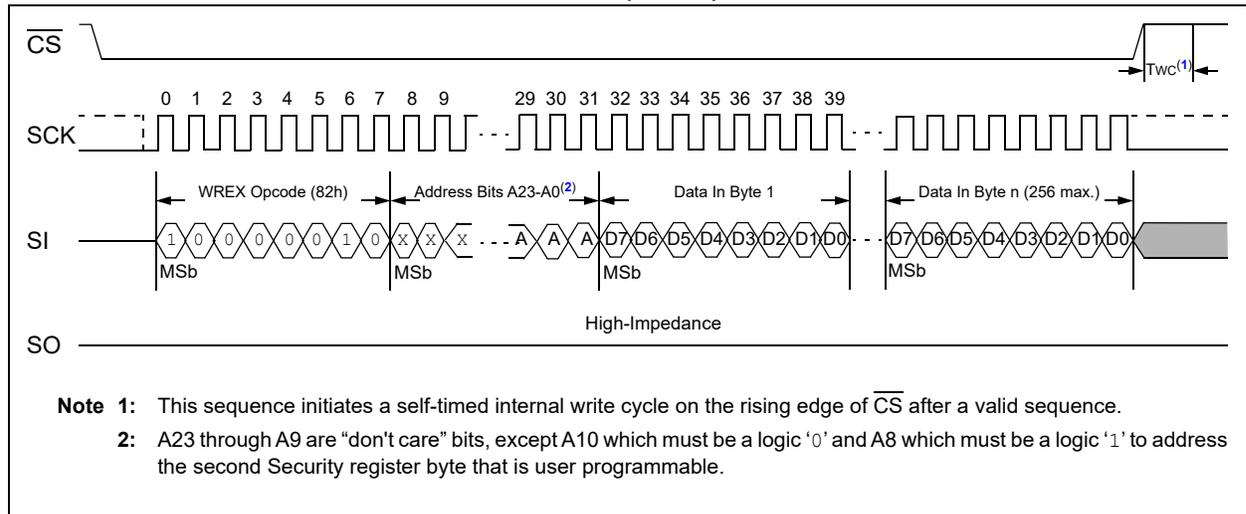 CS
TWC(1)
0 1 2 3 4 5 6 7 8 9 29 30 31 32 33 34 35 36 37 38 39
SCK
WREX Opcode (82h) Address Bits A23-A0(2) Data In Byte 1 Data In Byte n (256 max.)
SI 1 0 0 0 0 0 1 0 X X X A A A D7 D6 D5 D4 D3 D2 D1 D0 D7 D6 D5 D4 D3 D2 D1 D0
MSb MSb MSb MSb
High-Impedance
SO
Note 1: This sequence initiates a self-timed internal write cycle on the rising edge of CS after a valid sequence.
2: A23 through A9 are “don't care” bits, except A10 which must be a logic ‘0’ and A8 which must be a logic ‘1’ to address
the second Security register byte that is user programmable.